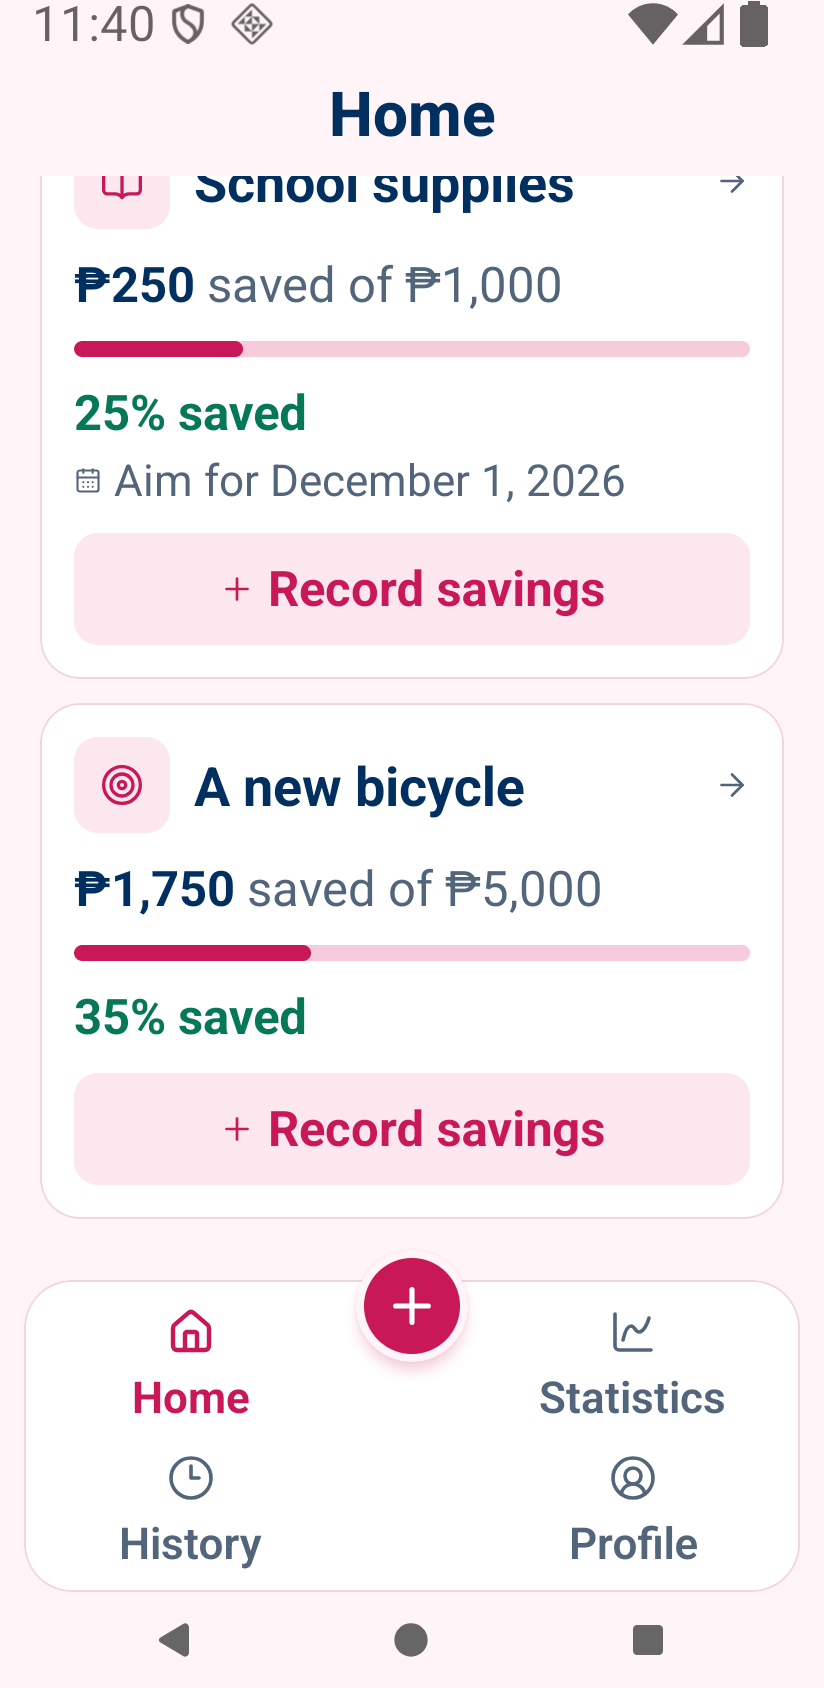 11:40
Home
School supplies
₱250 saved of ₱1,000
25% saved
Aim for December 1, 2026
+ Record savings
A new bicycle
₱1,750 saved of ₱5,000
35% saved
+ Record savings
Home
Statistics
History
Profile